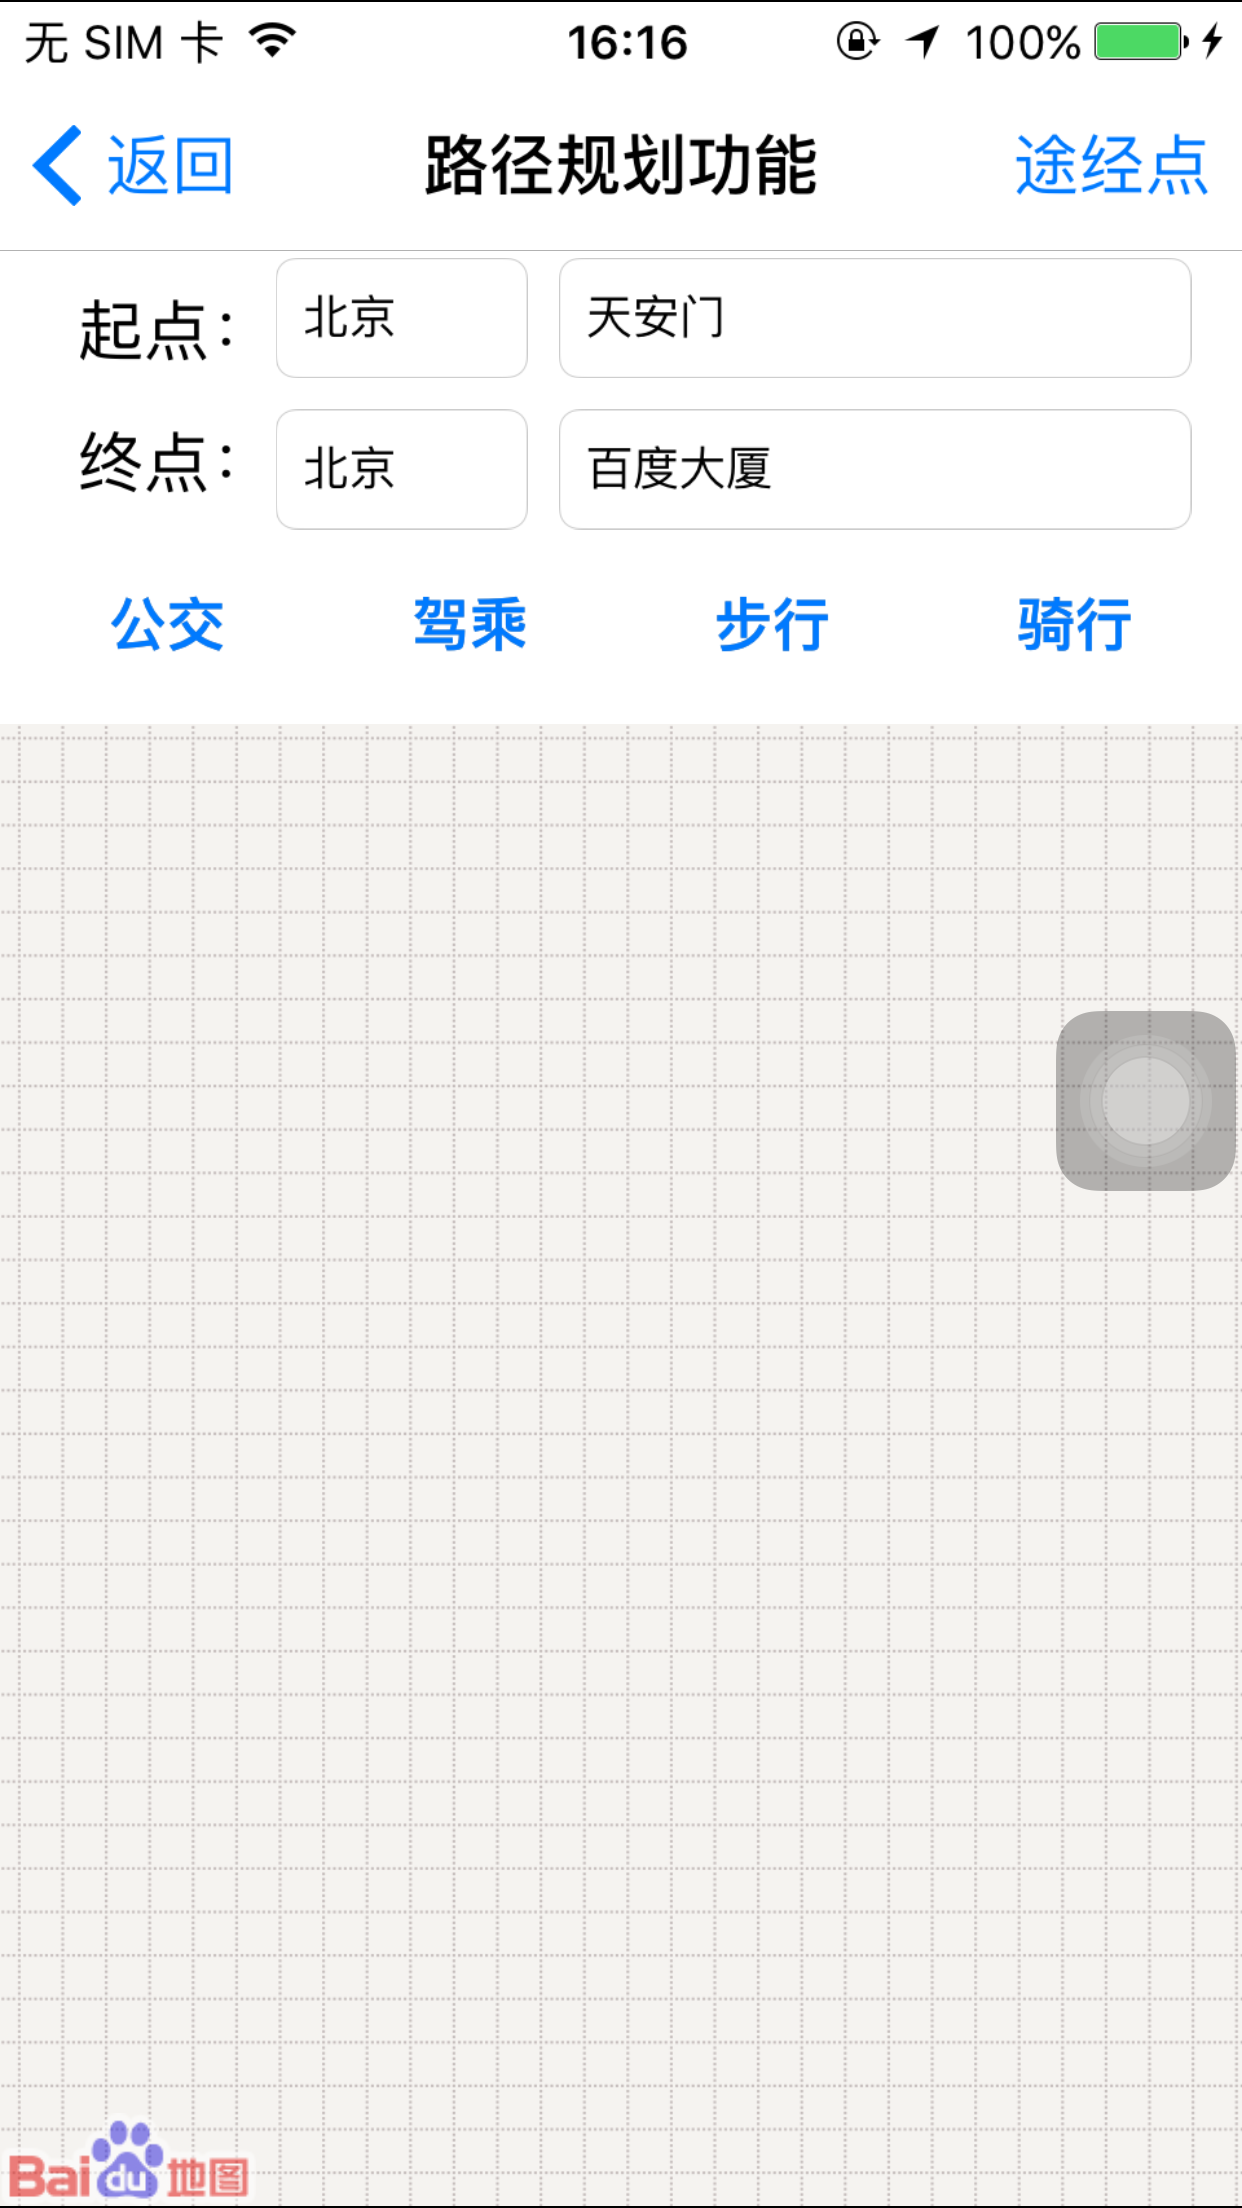 无 SIM 卡 16:16 100%
返回 路径规划功能 途经点
起点： 北京 天安门
终点： 北京 百度大厦
公交 驾乘 步行 骑行
Bai du 地图